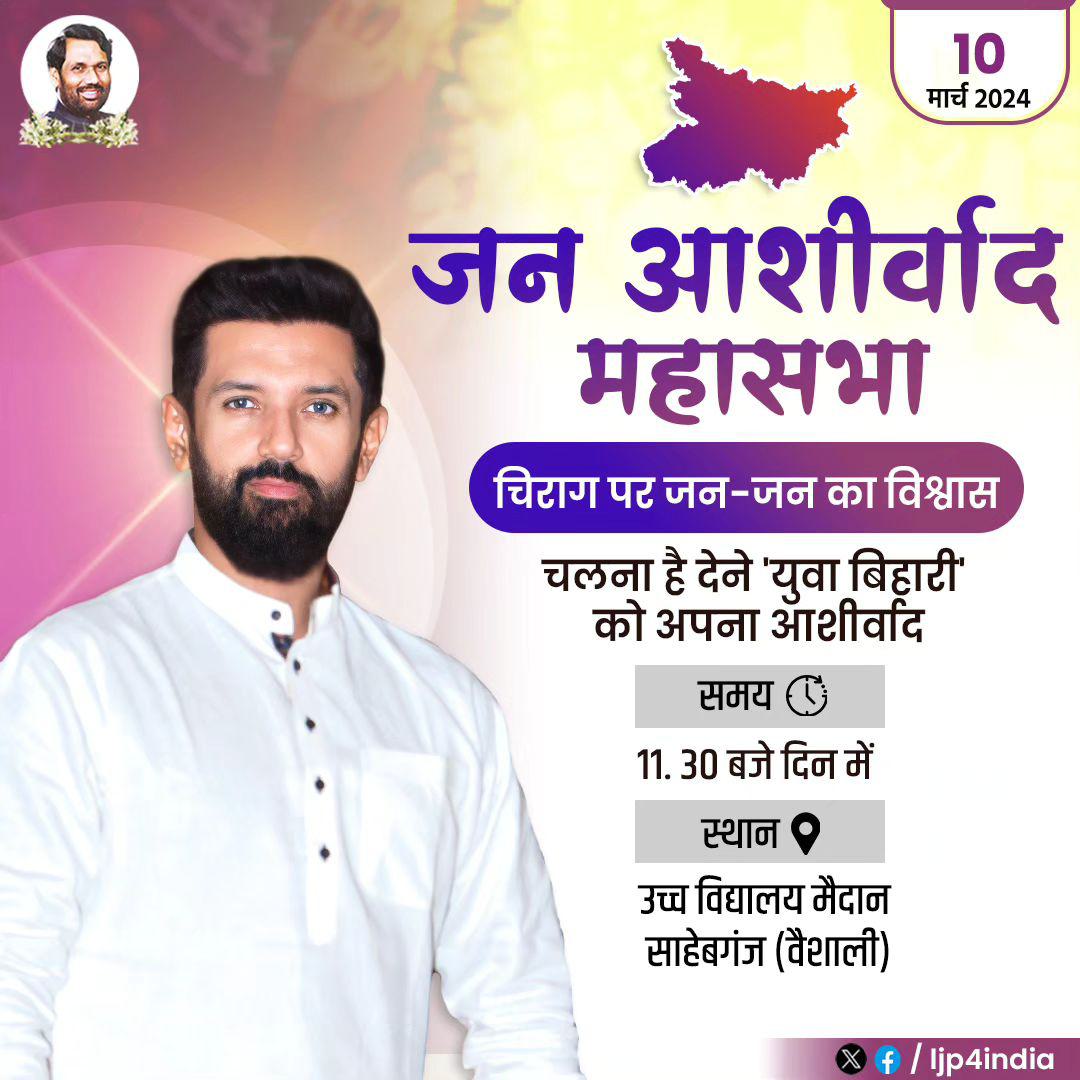 10
मार्च 2024
जन आशीर्वाद
महासभा
चिराग पर जन-जन का विश्वास
चलना है देने 'युवा बिहारी'
को अपना आशीर्वाद
समय
11. 30 बजे दिन में
स्थान
उच्च विद्यालय मैदान
साहेबगंज (वैशाली)
/ ljp4india